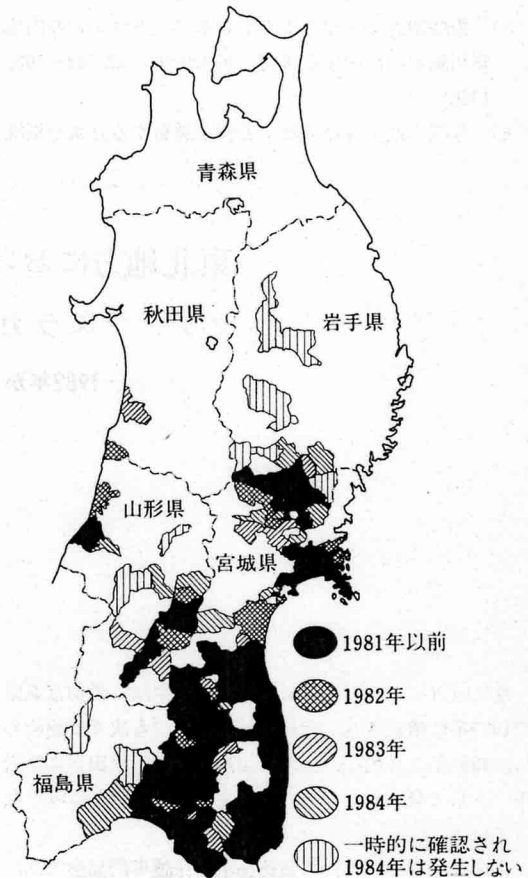 青森県
秋田県
岩手県
山形県
宮城県
福島県
1981年以前
1982年
1983年
1984年
一時的に確認され
1984年は発生しない